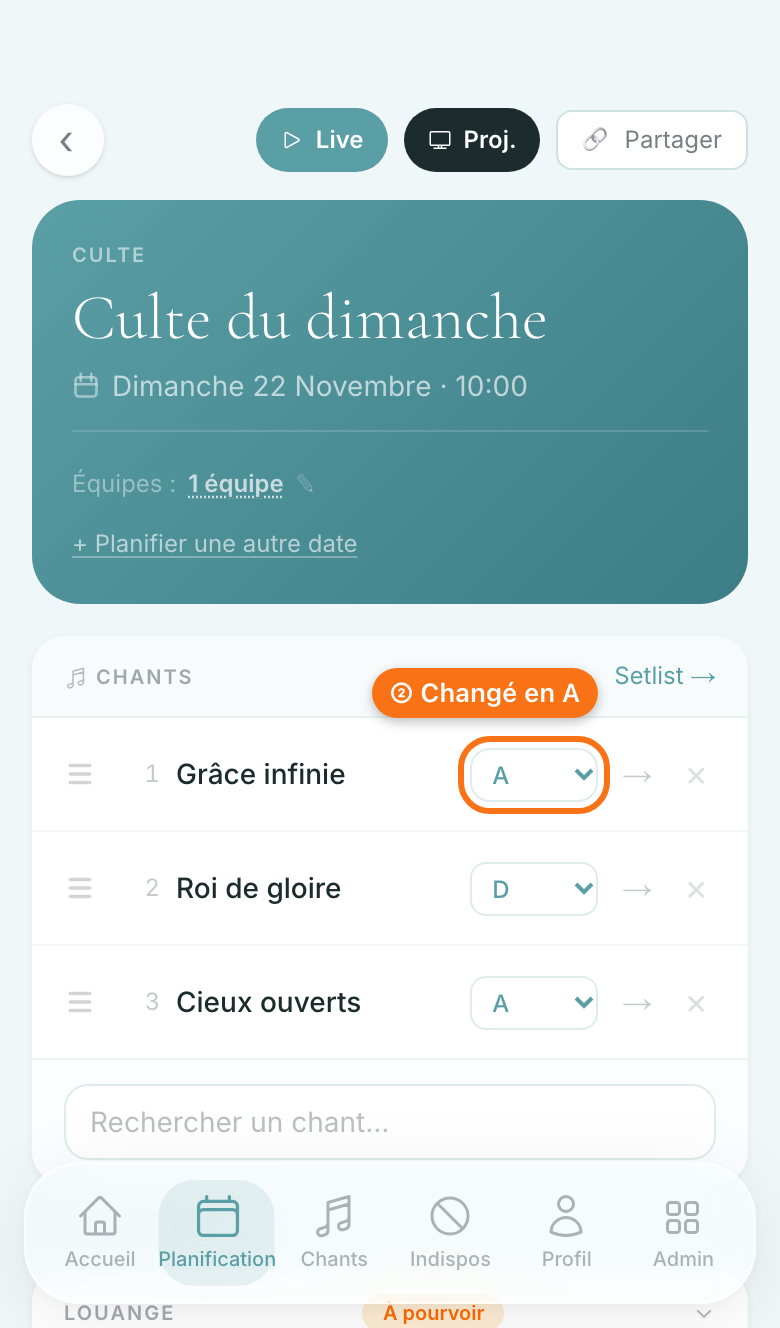 Live
Proj.
Partager
CULTE
Culte du dimanche
Dimanche 22 Novembre · 10:00
Équipes : 1 équipe
+ Planifier une autre date
CHANTS
② Changé en A
Setlist →
1 Grâce infinie A →
2 Roi de gloire D →
3 Cieux ouverts A →
Rechercher un chant...
Accueil Planification Chants Indispos Profil Admin
LOUANGE À pourvoir